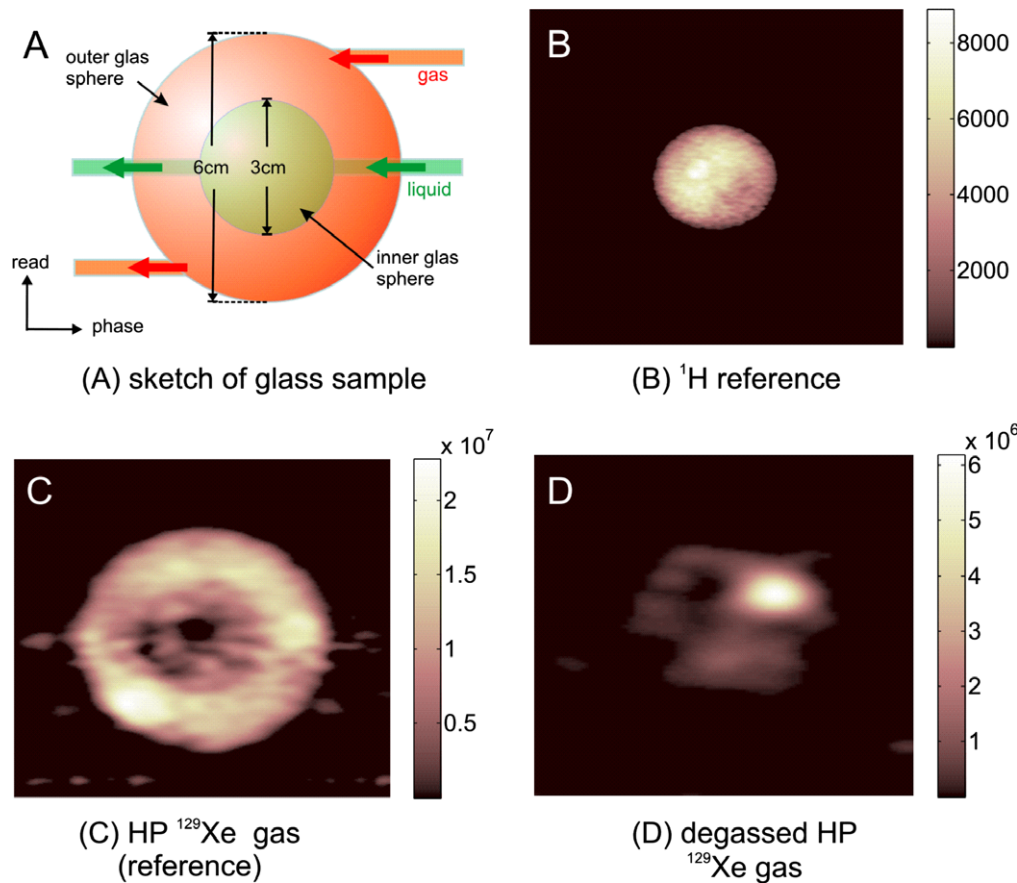 A
outer glas
sphere
gas
6cm
3cm
liquid
inner glas
sphere
read
phase
(A) sketch of glass sample
B
8000
6000
4000
2000
(B) ¹H reference
C
x 10⁷
2
1.5
1
0.5
(C) HP ¹²⁹Xe gas
(reference)
D
x 10⁶
6
5
4
3
2
1
(D) degassed HP
¹²⁹Xe gas